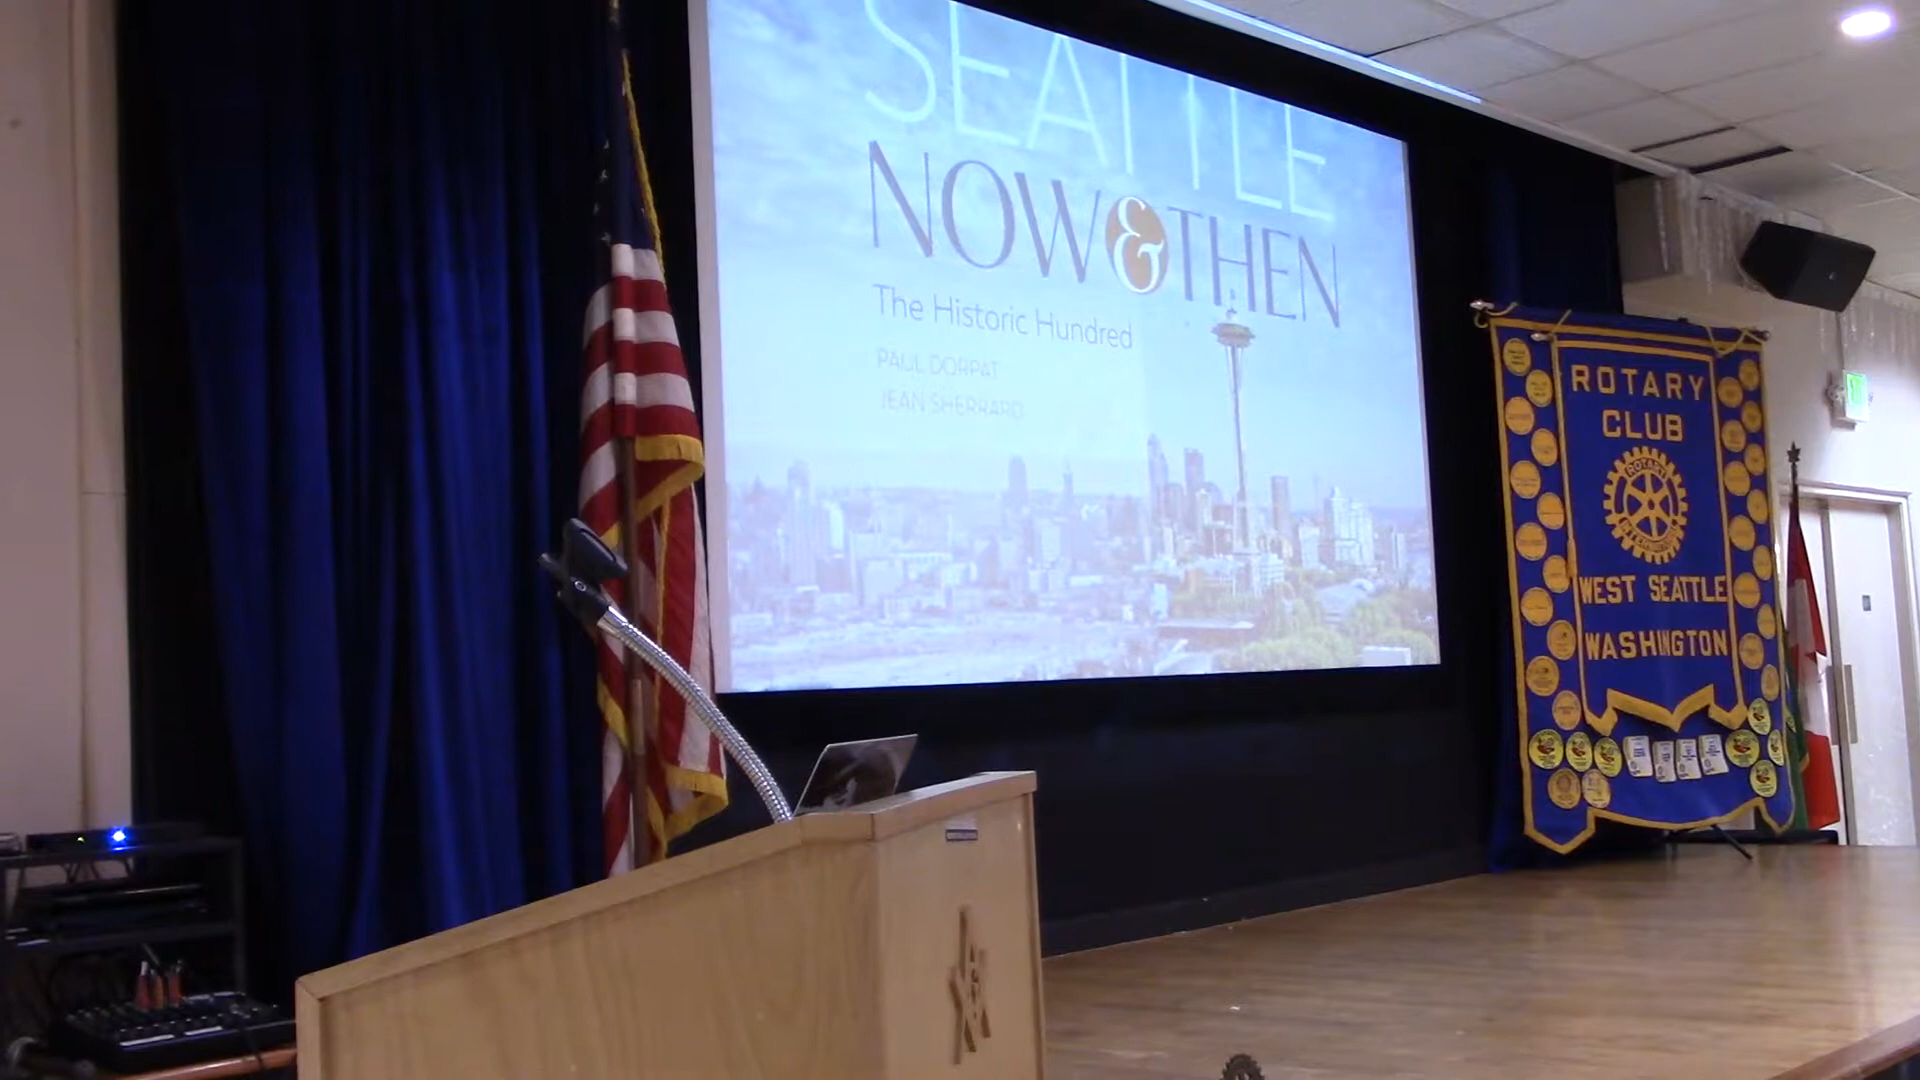 SEATTLE
NOW & THEN
The Historic Hundred
PAUL DORPAT
JEAN SHERRARD
ROTARY
CLUB
ROTARY
INTERNATIONAL
WEST SEATTLE
WASHINGTON